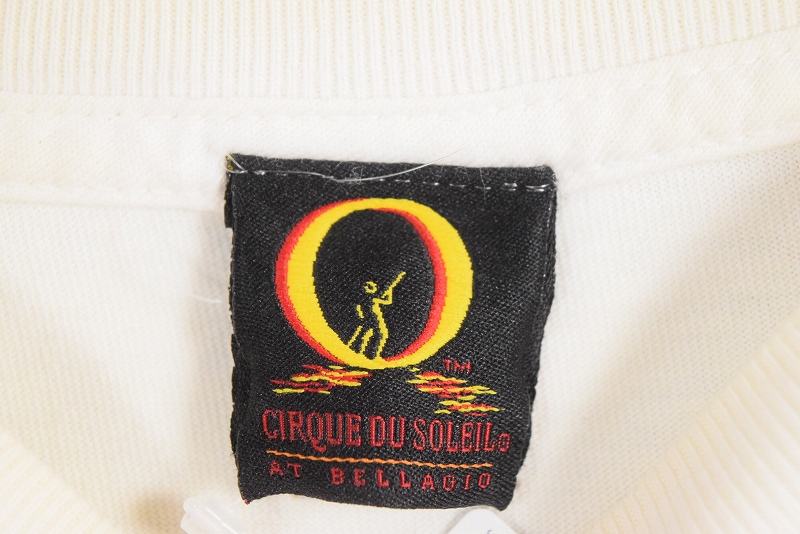 O
TM
CIRQUE DU SOLEIL®
AT BELLAGIO